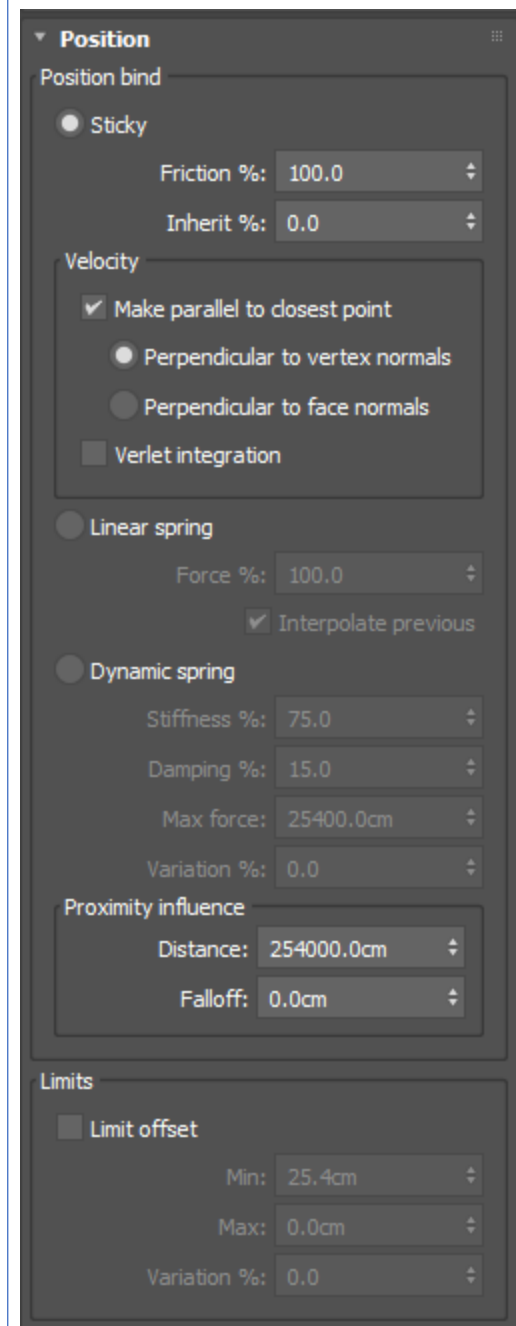 Position
Position bind
Sticky
Friction %: 100.0
Inherit %: 0.0
Velocity
Make parallel to closest point
Perpendicular to vertex normals
Perpendicular to face normals
Verlet integration
Linear spring
Force %: 100.0
Interpolate previous
Dynamic spring
Stiffness %: 75.0
Damping %: 15.0
Max force: 25400.0cm
Variation %: 0.0
Proximity influence
Distance: 254000.0cm
Falloff: 0.0cm
Limits
Limit offset
Min: 25.4cm
Max: 0.0cm
Variation %: 0.0